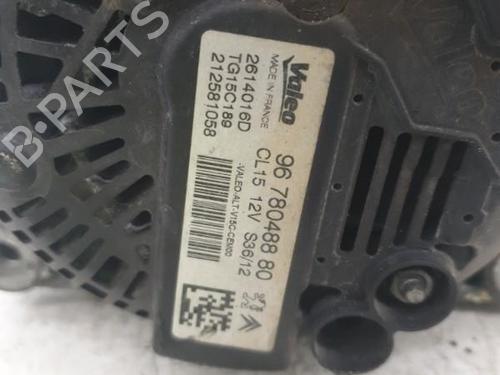 Valeo
MADE IN FRANCE
2614016D
TG15C189
212581058
96 780488 80
CL15 12V S36/12
-VALEO-ALT-V15C-CEM00
B-PARTS